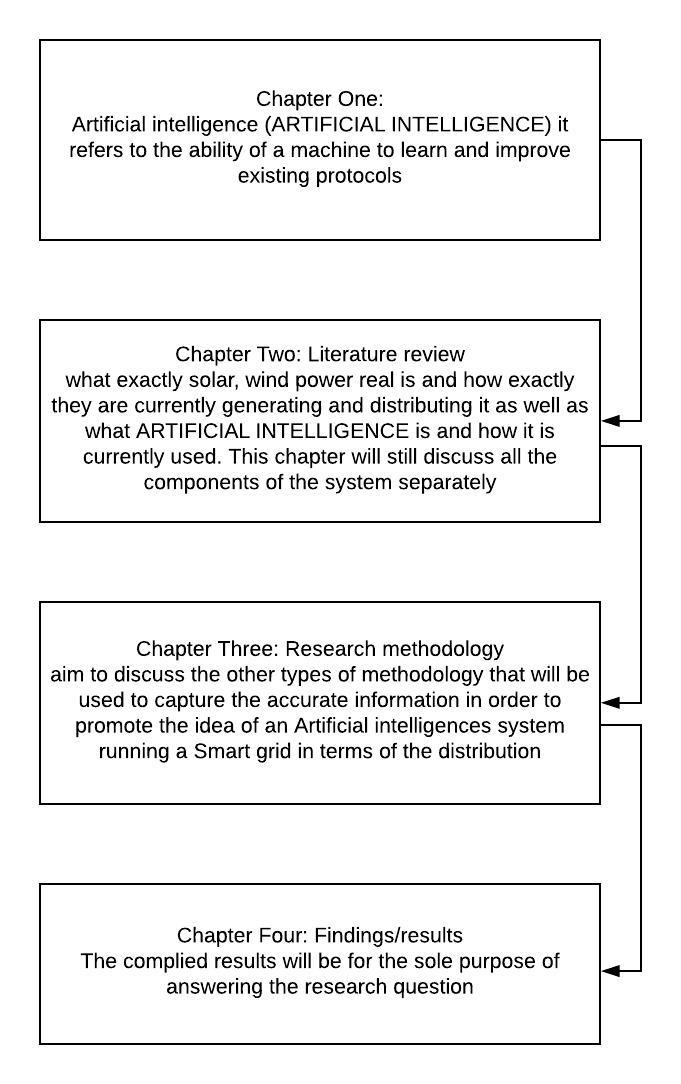 Chapter One:
Artificial intelligence (ARTIFICIAL INTELLIGENCE) it
refers to the ability of a machine to learn and improve
existing protocols
Chapter Two: Literature review
what exactly solar, wind power real is and how exactly
they are currently generating and distributing it as well as
what ARTIFICIAL INTELLIGENCE is and how it is
currently used. This chapter will still discuss all the
components of the system separately
Chapter Three: Research methodology
aim to discuss the other types of methodology that will be
used to capture the accurate information in order to
promote the idea of an Artificial intelligences system
running a Smart grid in terms of the distribution
Chapter Four: Findings/results
The complied results will be for the sole purpose of
answering the research question